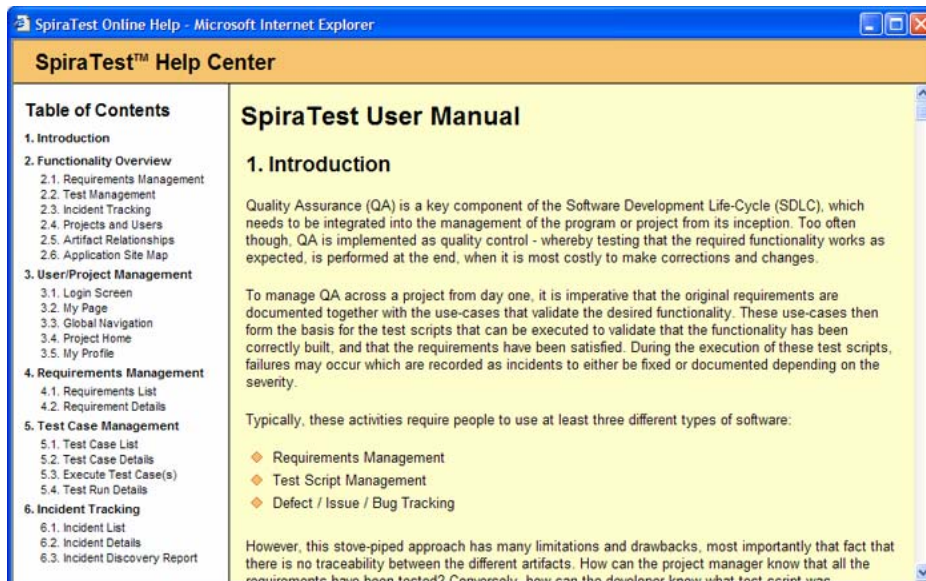 SpiraTest Online Help - Microsoft Internet Explorer
SpiraTest™ Help Center
Table of Contents
1. Introduction
2. Functionality Overview
2.1. Requirements Management
2.2. Test Management
2.3. Incident Tracking
2.4. Projects and Users
2.5. Artifact Relationships
2.6. Application Site Map
3. User/Project Management
3.1. Login Screen
3.2. My Page
3.3. Global Navigation
3.4. Project Home
3.5. My Profile
4. Requirements Management
4.1. Requirements List
4.2. Requirement Details
5. Test Case Management
5.1. Test Case List
5.2. Test Case Details
5.3. Execute Test Case(s)
5.4. Test Run Details
6. Incident Tracking
6.1. Incident List
6.2. Incident Details
6.3. Incident Discovery Report
SpiraTest User Manual
1. Introduction
Quality Assurance (QA) is a key component of the Software Development Life-Cycle (SDLC), which
needs to be integrated into the management of the program or project from its inception. Too often
though, QA is implemented as quality control - whereby testing that the required functionality works as
expected, is performed at the end, when it is most costly to make corrections and changes.
To manage QA across a project from day one, it is imperative that the original requirements are
documented together with the use-cases that validate the desired functionality. These use-cases then
form the basis for the test scripts that can be executed to validate that the functionality has been
correctly built, and that the requirements have been satisfied. During the execution of these test scripts,
failures may occur which are recorded as incidents to either be fixed or documented depending on the
severity.
Typically, these activities require people to use at least three different types of software:
Requirements Management
Test Script Management
Defect / Issue / Bug Tracking
However, this stove-piped approach has many limitations and drawbacks, most importantly that fact that
there is no traceability between the different artifacts. How can the project manager know that all the
requirements have been tested? Conversely, how can the developer know what test script was